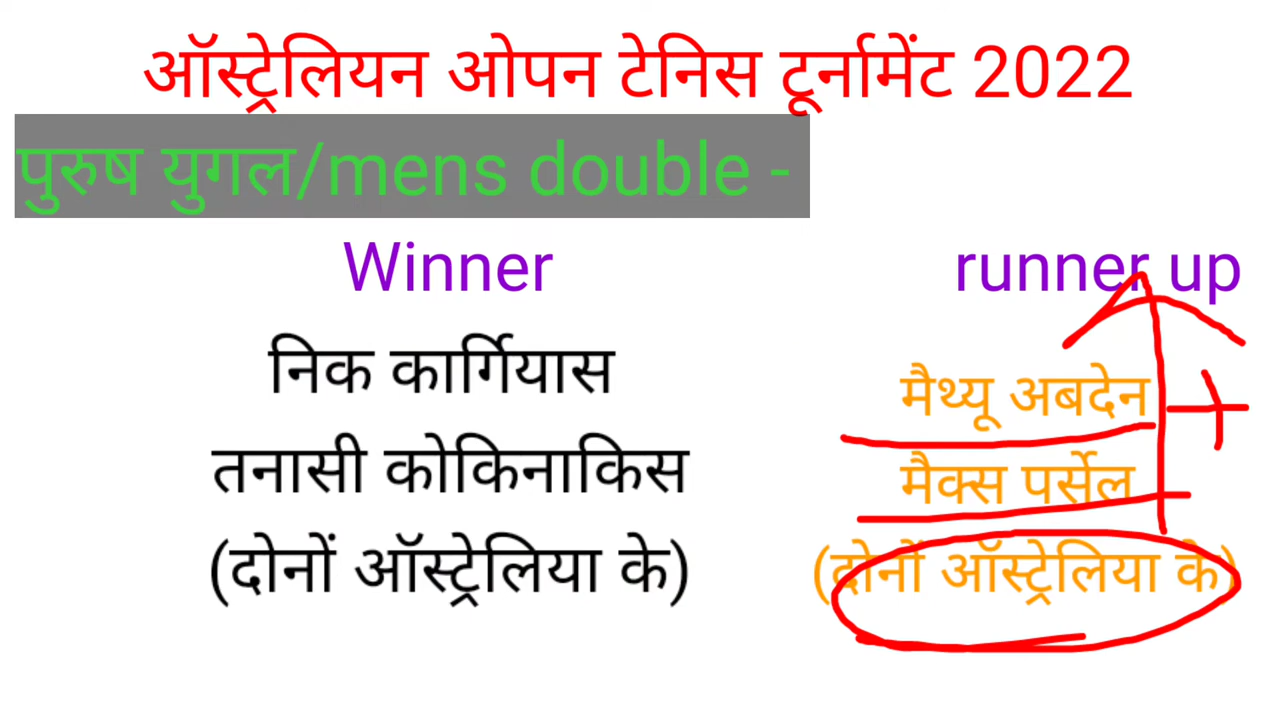 ऑस्ट्रेलियन ओपन टेनिस टूर्नामेंट 2022
पुरुष युगल/mens double -
Winner runner up
निक कार्गियास मैथ्यू अबदेन
तनासी कोकिनाकिस मैक्स पर्सेल
(दोनों ऑस्ट्रेलिया के) (दोनों ऑस्ट्रेलिया के)